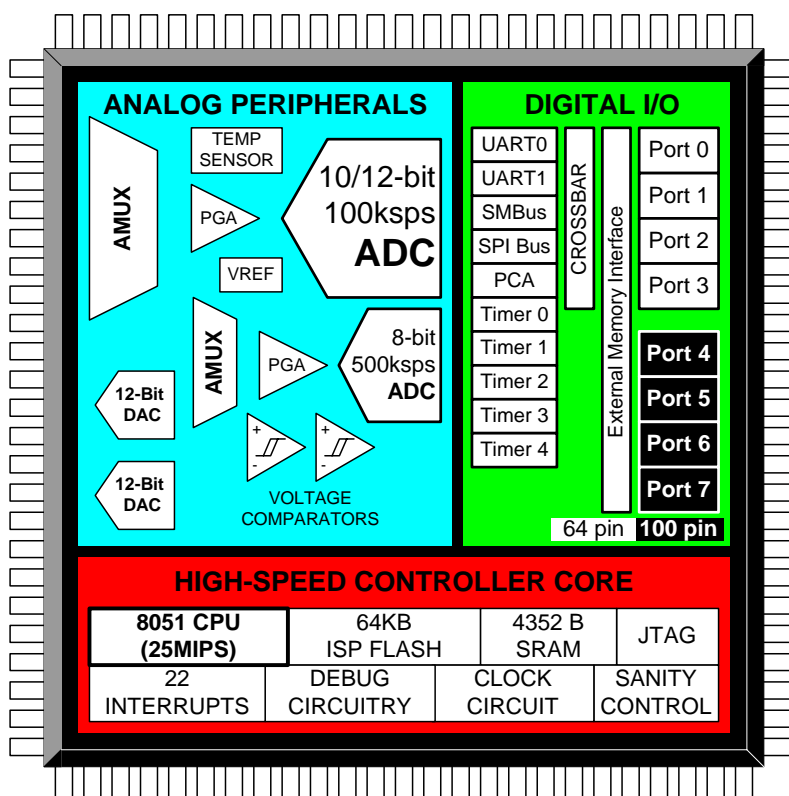 ANALOG PERIPHERALS
AMUX
TEMP
SENSOR
PGA
VREF
10/12-bit
100ksps
ADC
AMUX
PGA
8-bit
500ksps
ADC
12-Bit
DAC
12-Bit
DAC
+
-
+
-
VOLTAGE
COMPARATORS
DIGITAL I/O
UART0
UART1
SMBus
SPI Bus
PCA
Timer 0
Timer 1
Timer 2
Timer 3
Timer 4
CROSSBAR
External Memory Interface
Port 0
Port 1
Port 2
Port 3
Port 4
Port 5
Port 6
Port 7
64 pin 100 pin
HIGH-SPEED CONTROLLER CORE
8051 CPU
(25MIPS)
64KB
ISP FLASH
4352 B
SRAM
JTAG
22
INTERRUPTS
DEBUG
CIRCUITRY
CLOCK
CIRCUIT
SANITY
CONTROL